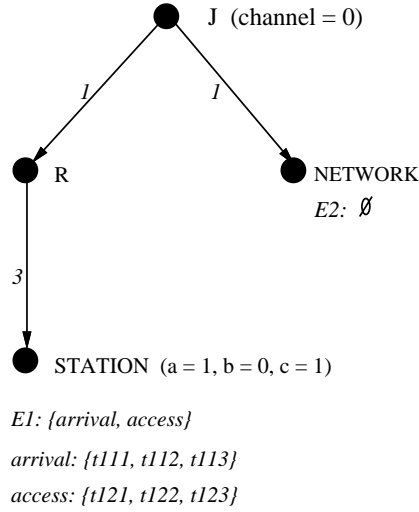 J (channel = 0)
1
1
R
NETWORK
E2: Ø
3
STATION (a = 1, b = 0, c = 1)
E1: {arrival, access}
arrival: {t111, t112, t113}
access: {t121, t122, t123}